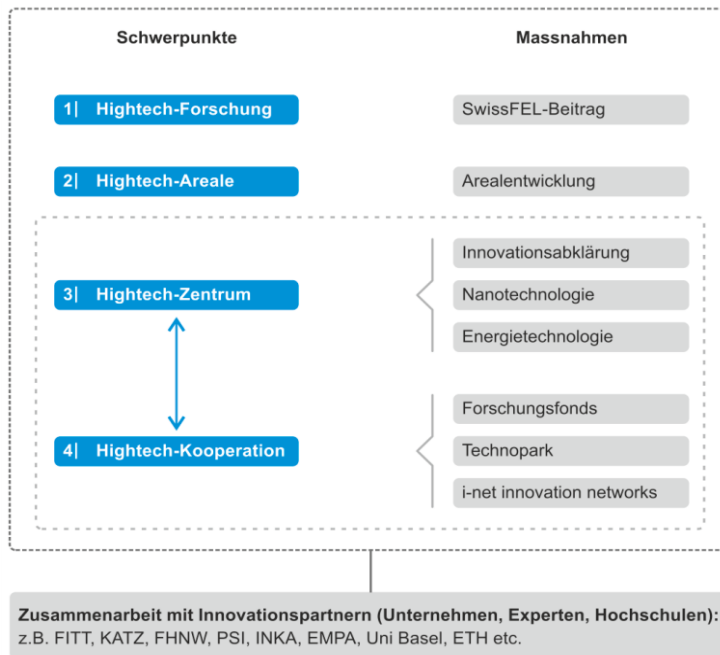 Schwerpunkte
Massnahmen
1| Hightech-Forschung
SwissFEL-Beitrag
2| Hightech-Areale
Arealentwicklung
3| Hightech-Zentrum
Innovationsabklärung
Nanotechnologie
Energietechnologie
4| Hightech-Kooperation
Forschungsfonds
Technopark
i-net innovation networks
Zusammenarbeit mit Innovationspartnern (Unternehmen, Experten, Hochschulen):
z.B. FITT, KATZ, FHNW, PSI, INKA, EMPA, Uni Basel, ETH etc.